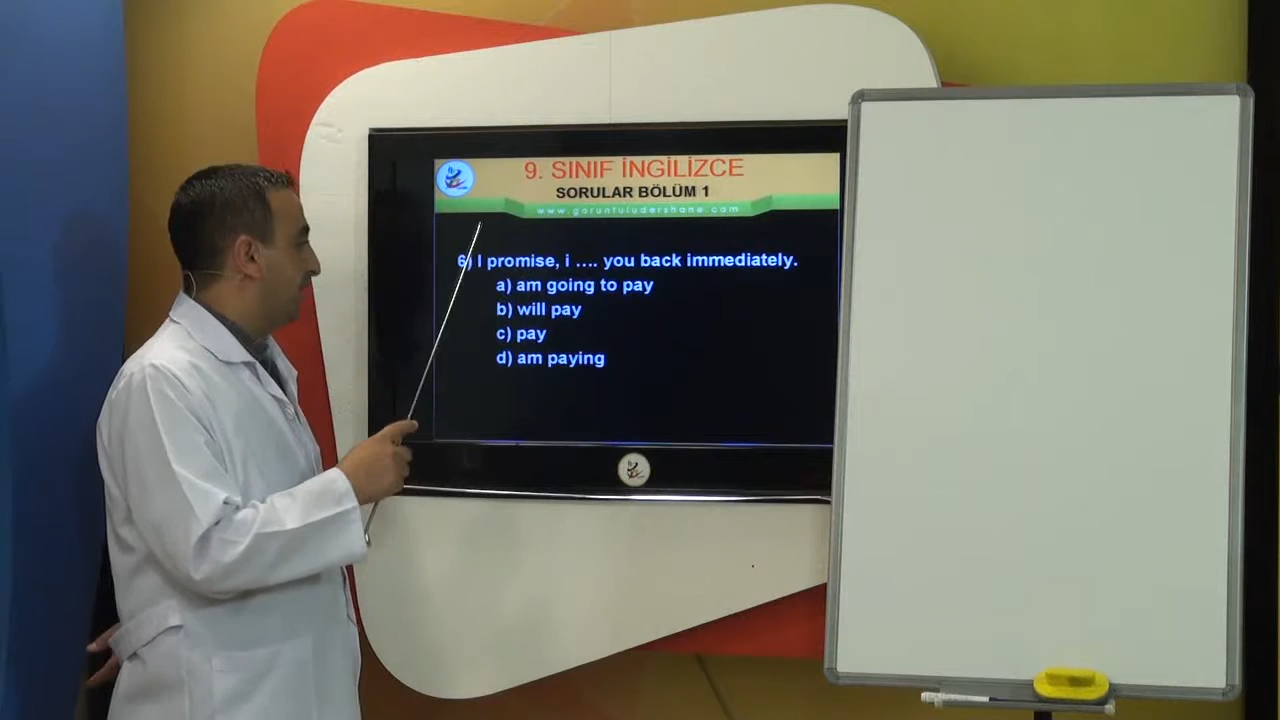 9. SINIF İNGİLİZCE
SORULAR BÖLÜM 1
www.goruntuludershane.com
6) I promise, i .... you back immediately.
a) am going to pay
b) will pay
c) pay
d) am paying